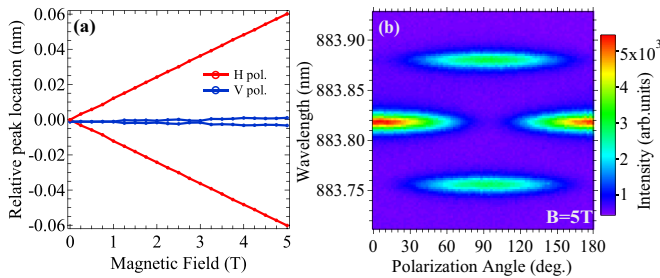 (a)
Relative peak location (nm)
0.06
0.04
0.02
0.00
-0.02
-0.04
-0.06
H pol.
V pol.
0 1 2 3 4 5
Magnetic Field (T)
(b)
Wavelength (nm)
883.90
883.80
883.75
B=5T
0 30 60 90 120 150 180
Polarization Angle (deg.)
5x10³
4
3
2
1
Intensity (arb.units)